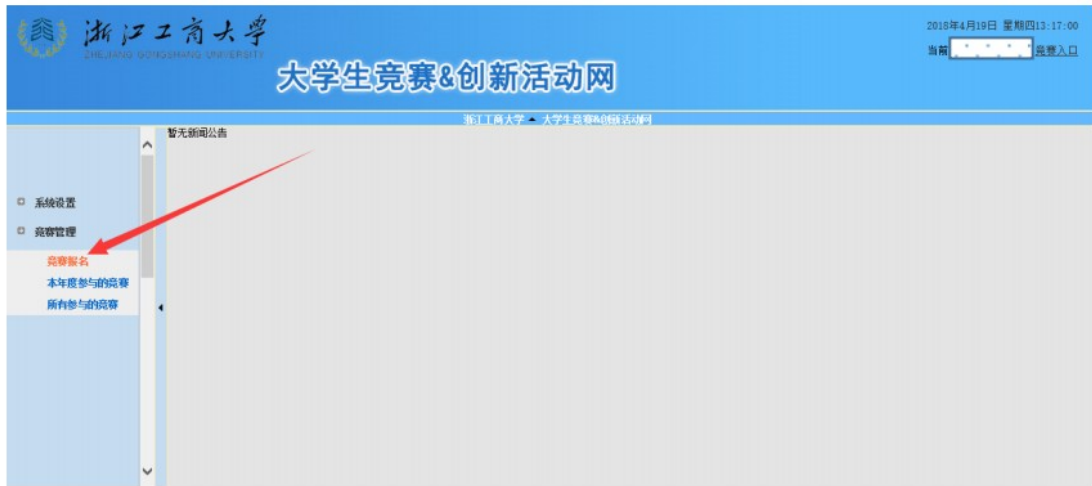 浙江工商大学
ZHEJIANG GONGSHANG UNIVERSITY
大学生竞赛&创新活动网
2018年4月19日 星期四13:17:00
当前
竞赛入口
浙江工商大学 大学生竞赛&创新活动网
暂无新闻公告
系统设置
竞赛管理
竞赛报名
本年度参与的竞赛
所有参与的竞赛